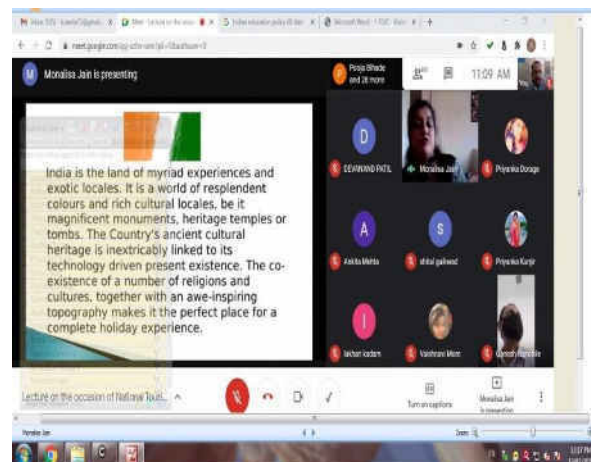 Monalisa Jain is presenting
Pooja Bhade
and 26 more
11:09 AM
You
India is the land of myriad experiences and
exotic locales. It is a world of resplendent
colours and rich cultural locales, be it
magnificent monuments, heritage temples or
tombs. The Country's ancient cultural
heritage is inextricably linked to its
technology driven present existence. The co-
existence of a number of religions and
cultures, together with an awe-inspiring
topography makes it the perfect place for a
complete holiday experience.
D
DEVANAND PATIL
Monalisa Jain
Priyanka Dorage
A
Ankita Mehta
s
shital gaikwad
Priyanka Kunjir
l
lakhan kadam
Vaishnavi Mom
Lecture on the occasion of National Touri...
Turn on captions
Monalisa Jain
is presenting